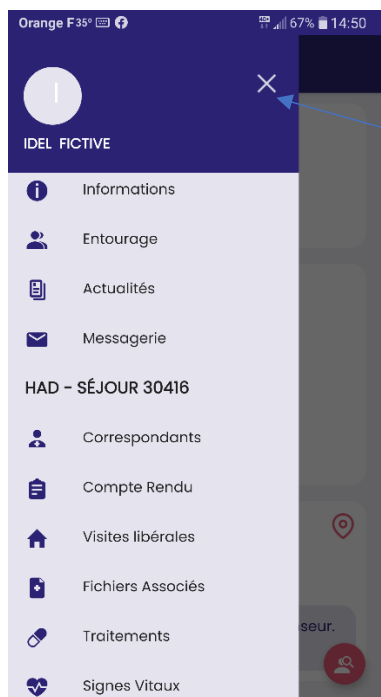 Orange F 35° 67% 14:50
I
IDEL FICTIVE
Informations
Entourage
Actualités
Messagerie
HAD - SÉJOUR 30416
Correspondants
Compte Rendu
Visites libérales
Fichiers Associés
Traitements
seur.
Signes Vitaux